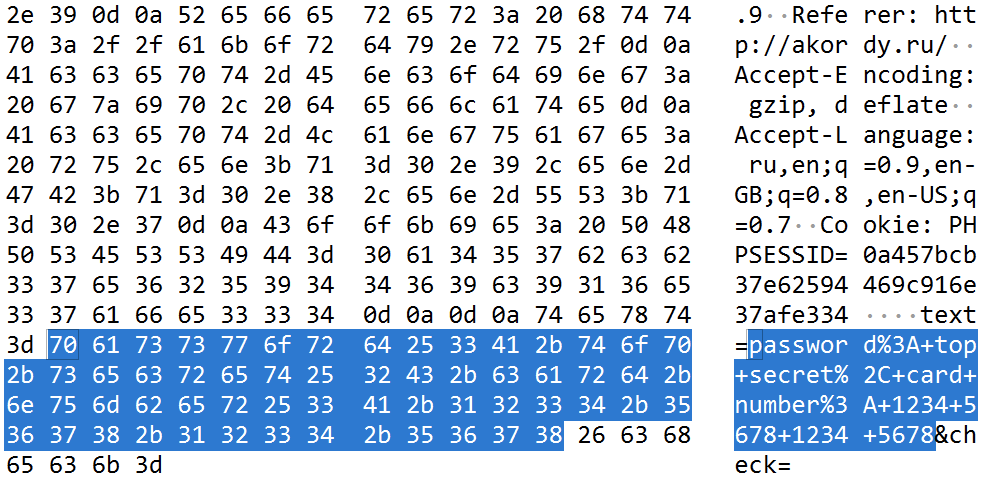 2e 39 0d 0a 52 65 66 65 72 65 72 3a 20 68 74 74 .9··Refe rer: htt
70 3a 2f 2f 61 6b 6f 72 64 79 2e 72 75 2f 0d 0a p://akor dy.ru/··
41 63 63 65 70 74 2d 45 6e 63 6f 64 69 6e 67 3a Accept-E ncoding:
20 67 7a 69 70 2c 20 64 65 66 6c 61 74 65 0d 0a gzip, d eflate··
41 63 63 65 70 74 2d 4c 61 6e 67 75 61 67 65 3a Accept-L anguage:
20 72 75 2c 65 6e 3b 71 3d 30 2e 39 2c 65 6e 2d ru,en;q =0.9,en-
47 42 3b 71 3d 30 2e 38 2c 65 6e 2d 55 53 3b 71 GB;q=0.8 ,en-US;q
3d 30 2e 37 0d 0a 43 6f 6f 6b 69 65 3a 20 50 48 =0.7··Co okie: PH
50 53 45 53 53 49 44 3d 30 61 34 35 37 62 63 62 PSESSID= 0a457bcb
33 37 65 36 32 35 39 34 34 36 39 63 39 31 36 65 37e62594 469c916e
33 37 61 66 65 33 33 34 0d 0a 0d 0a 74 65 78 74 37afe334 ····text
3d 70 61 73 73 77 6f 72 64 25 33 41 2b 74 6f 70 =passwor d%3A+top
2b 73 65 63 72 65 74 25 32 43 2b 63 61 72 64 2b +secret% 2C+card+
6e 75 6d 62 65 72 25 33 41 2b 31 32 33 34 2b 35 number%3 A+1234+5
36 37 38 2b 31 32 33 34 2b 35 36 37 38 26 63 68 678+1234 +5678&ch
65 63 6b 3d eck=